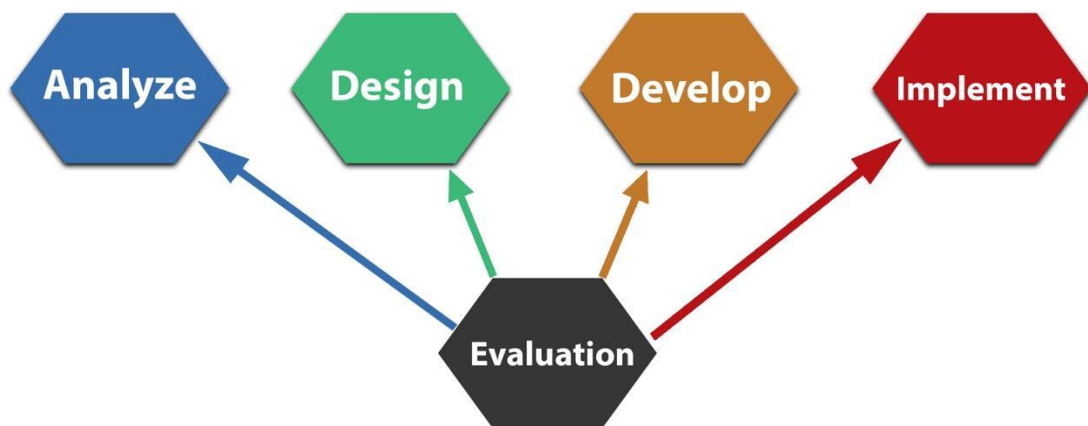 Analyze
Design
Develop
Implement
Evaluation